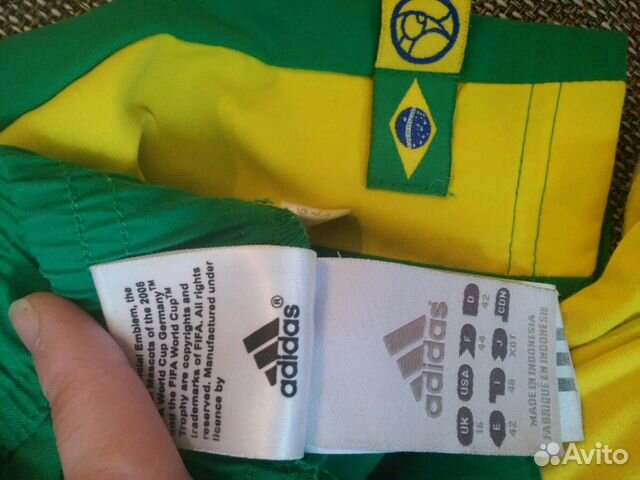 cial Emblem, the
Mascots of the 2006
World Cup Germany™
and the FIFA World Cup™
Trophy are copyrights and
trademarks of FIFA. All rights
reserved. Manufactured under
licence by
adidas®
adidas
D 42 CDN
F 44 J XOT
USA
E I 48
UK 16 42
MADE IN INDONESIA
FABRIQUE EN INDONESIE
Avito